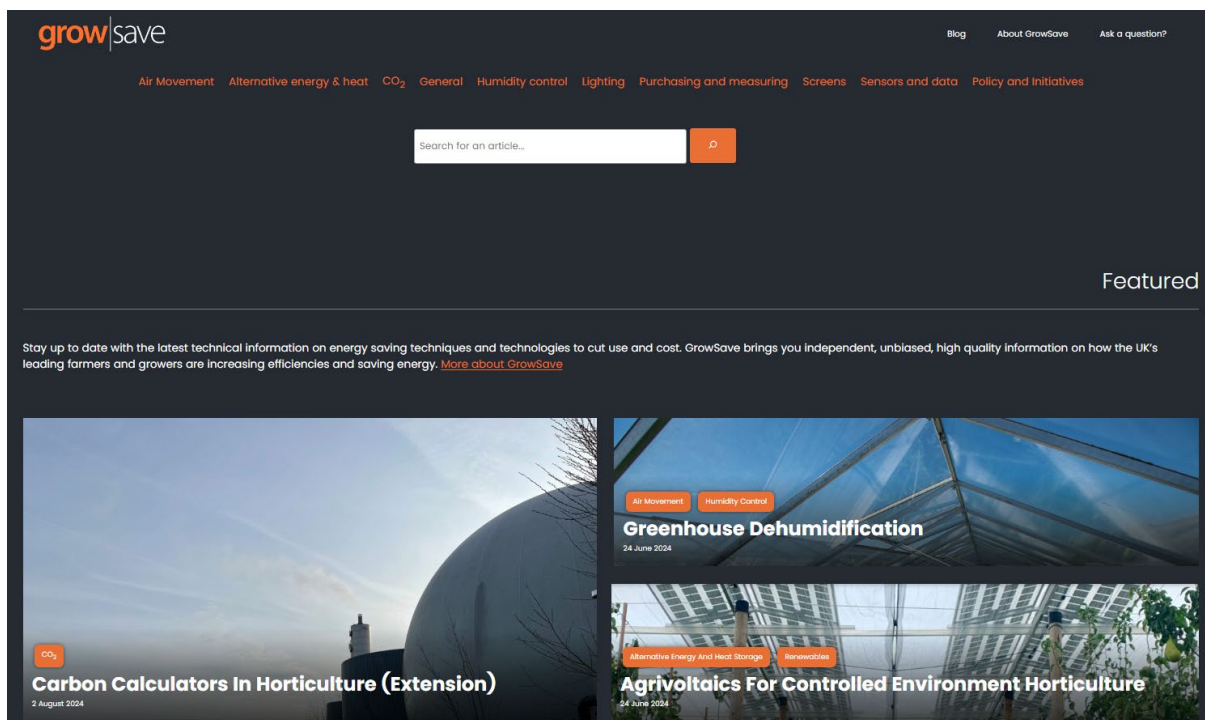 grow|save
Blog About GrowSave Ask a question?
Air Movement Alternative energy & heat CO₂ General Humidity control Lighting Purchasing and measuring Screens Sensors and data Policy and Initiatives
Search for an article...
Featured
Stay up to date with the latest technical information on energy saving techniques and technologies to cut use and cost. GrowSave brings you independent, unbiased, high quality information on how the UK's
leading farmers and growers are increasing efficiencies and saving energy. More about GrowSave
CO₂
Carbon Calculators In Horticulture (Extension)
2 August 2024
Air Movement Humidity Control
Greenhouse Dehumidification
24 June 2024
Alternative Energy And Heat Storage Renewables
Agrivoltaics For Controlled Environment Horticulture
24 June 2024